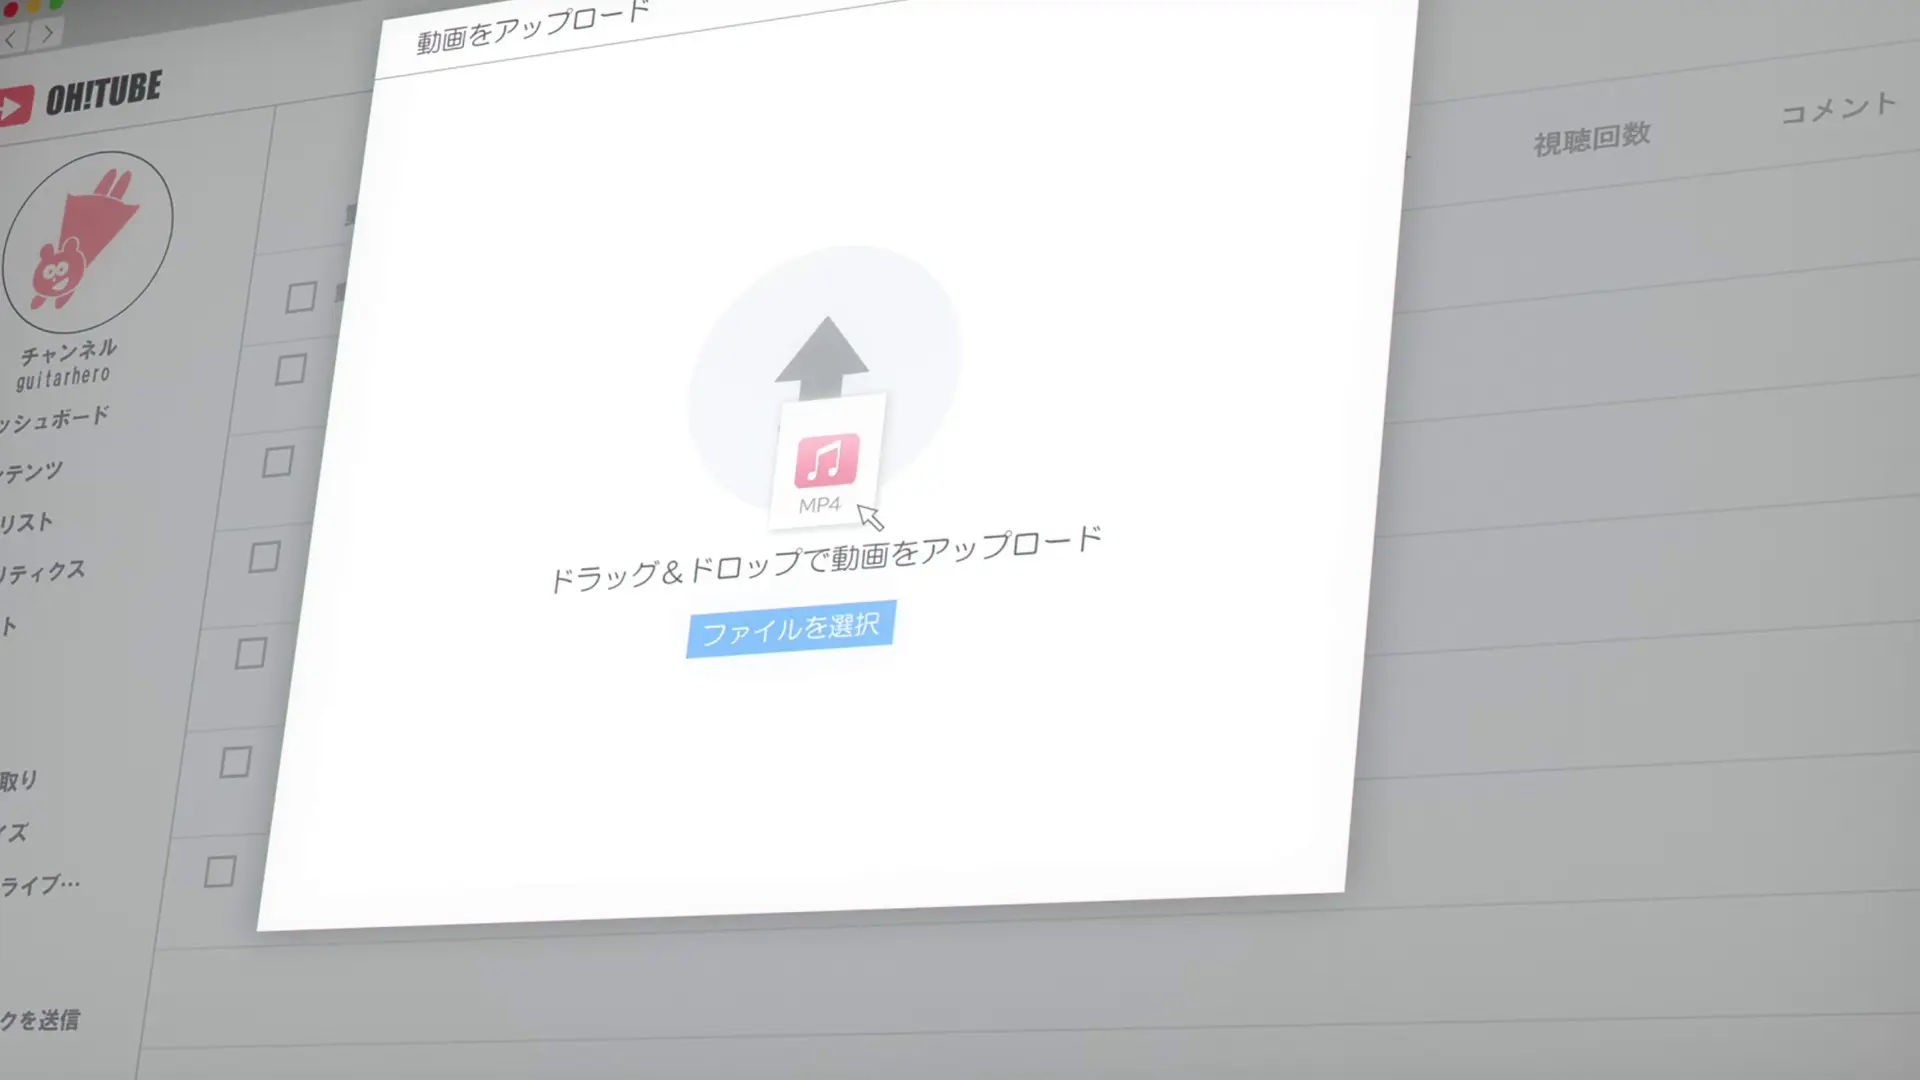 動画をアップロード
OH!TUBE
視聴回数
コメント
チャンネル
guitarhero
ッシュボード
ンテンツ
リスト
リティクス
ト
MP4
ドラッグ&ドロップで動画をアップロード
ファイルを選択
取り
イズ
ライブ…
クを送信